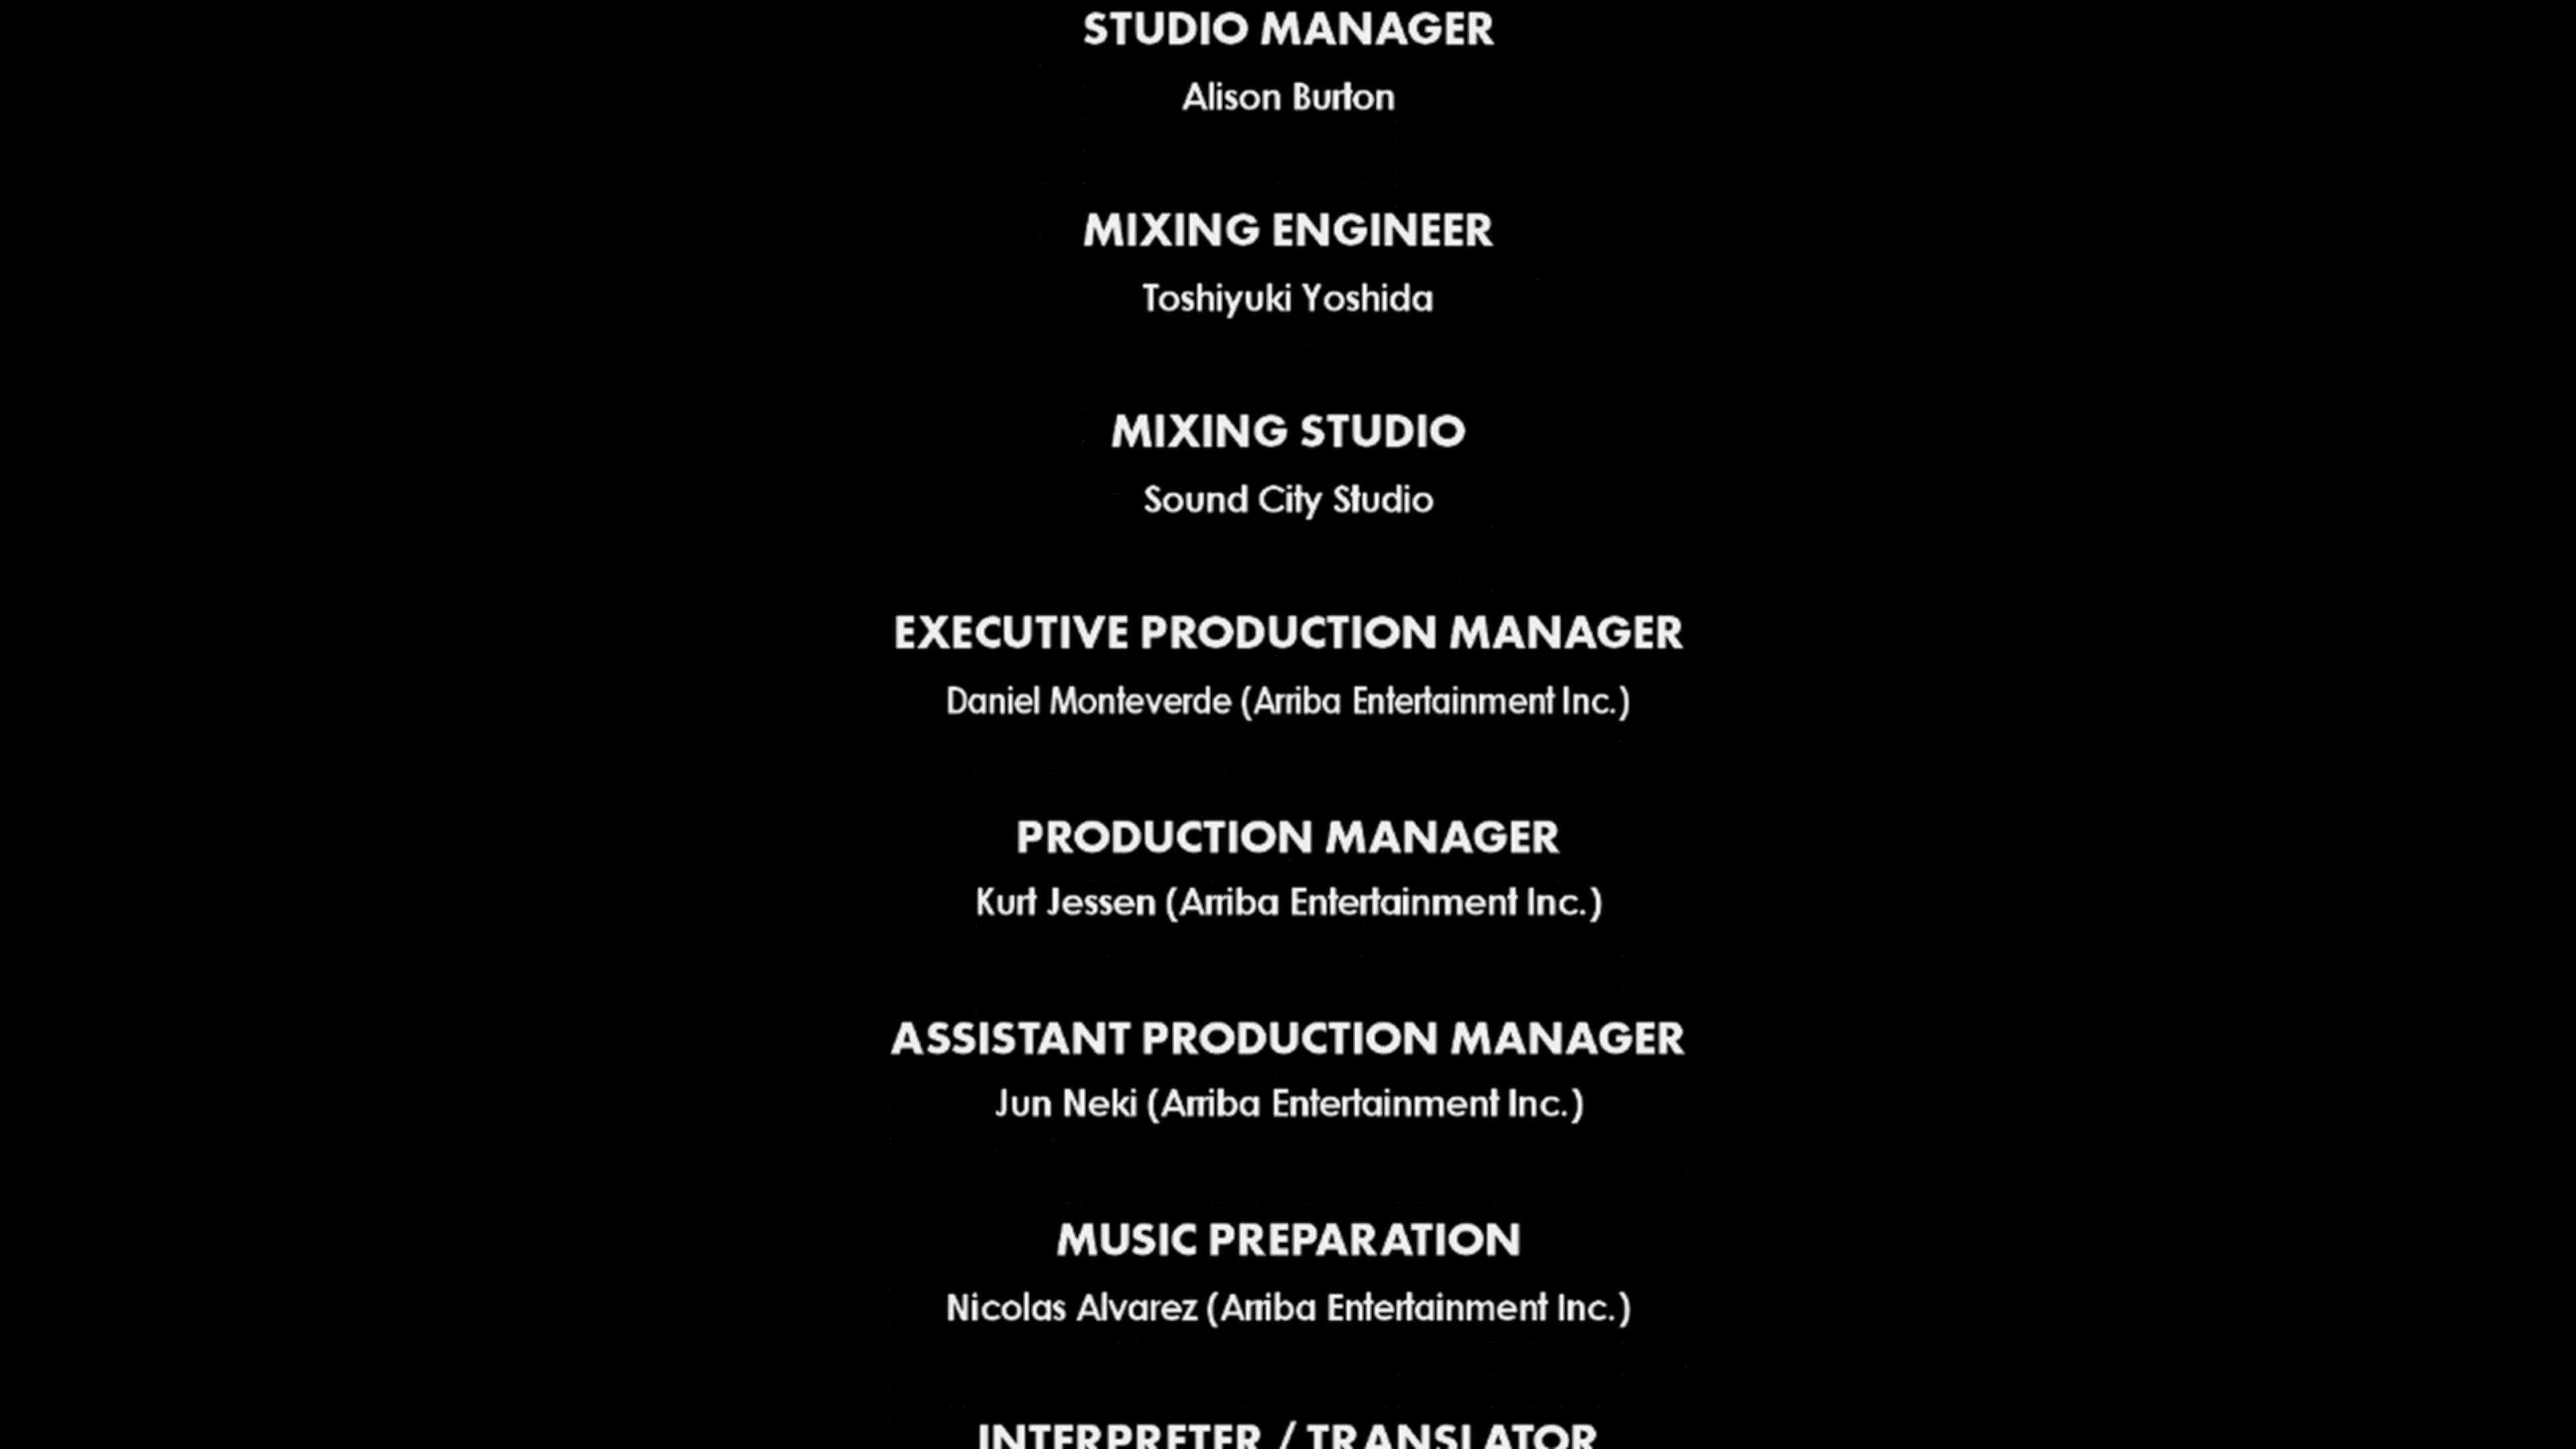 STUDIO MANAGER
Alison Burton
MIXING ENGINEER
Toshiyuki Yoshida
MIXING STUDIO
Sound City Studio
EXECUTIVE PRODUCTION MANAGER
Daniel Monteverde (Arriba Entertainment Inc.)
PRODUCTION MANAGER
Kurt Jessen (Arriba Entertainment Inc.)
ASSISTANT PRODUCTION MANAGER
Jun Neki (Arriba Entertainment Inc.)
MUSIC PREPARATION
Nicolas Alvarez (Arriba Entertainment Inc.)
INTERPRETER / TRANSLATOR